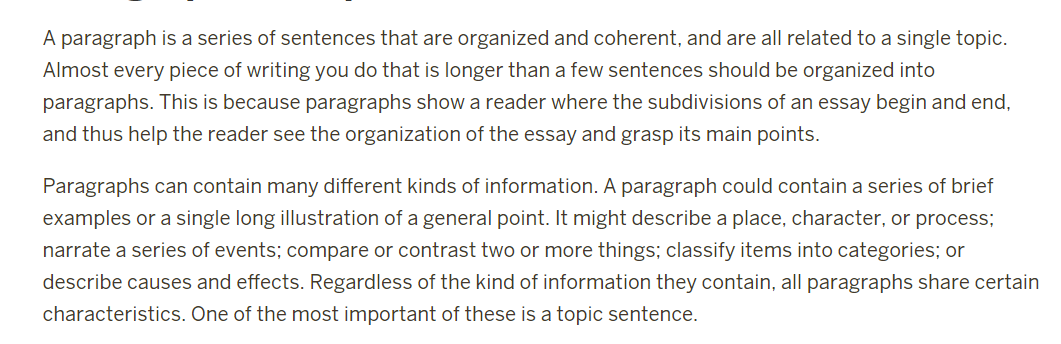 A paragraph is a series of sentences that are organized and coherent, and are all related to a single topic.
Almost every piece of writing you do that is longer than a few sentences should be organized into
paragraphs. This is because paragraphs show a reader where the subdivisions of an essay begin and end,
and thus help the reader see the organization of the essay and grasp its main points.
Paragraphs can contain many different kinds of information. A paragraph could contain a series of brief
examples or a single long illustration of a general point. It might describe a place, character, or process;
narrate a series of events; compare or contrast two or more things; classify items into categories; or
describe causes and effects. Regardless of the kind of information they contain, all paragraphs share certain
characteristics. One of the most important of these is a topic sentence.